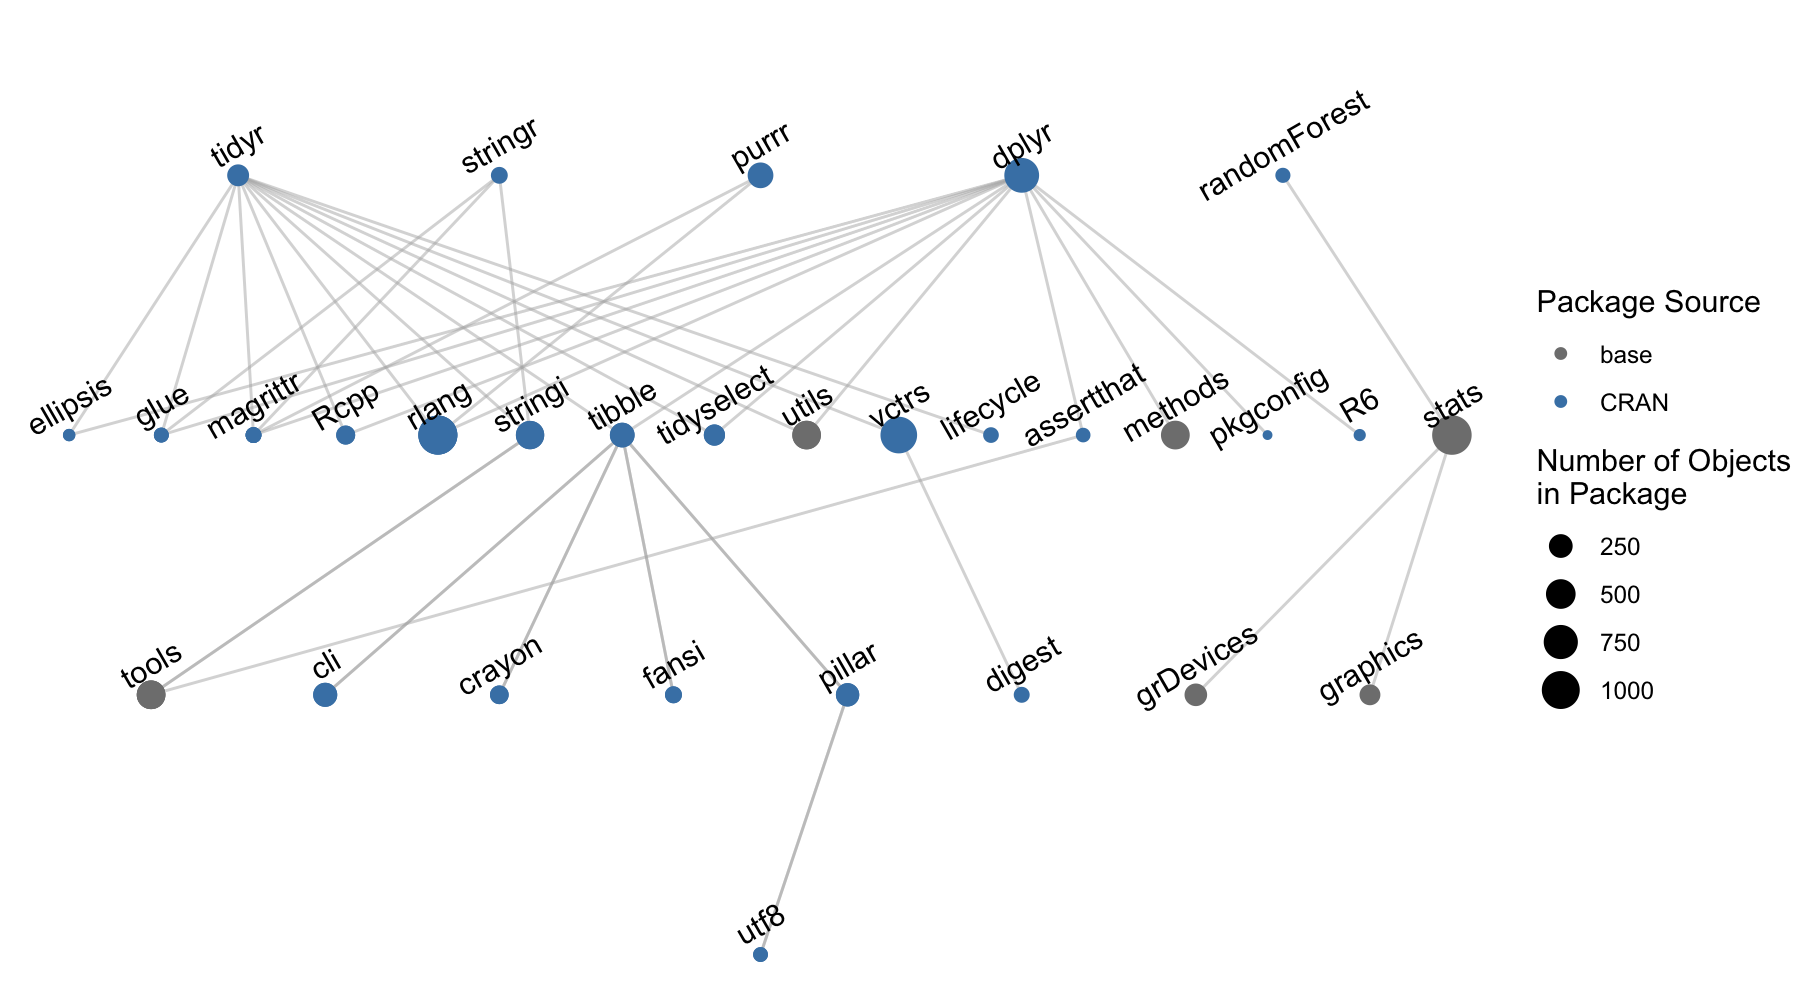 tidyr
stringr
purrr
dplyr
randomForest
ellipsis
glue
magrittr
Rcpp
rlang
stringi
tibble
tidyselect
utils
vctrs
lifecycle
assertthat
methods
pkgconfig
R6
stats
tools
cli
crayon
fansi
pillar
digest
grDevices
graphics
utf8
Package Source
base
CRAN
Number of Objects
in Package
250
500
750
1000